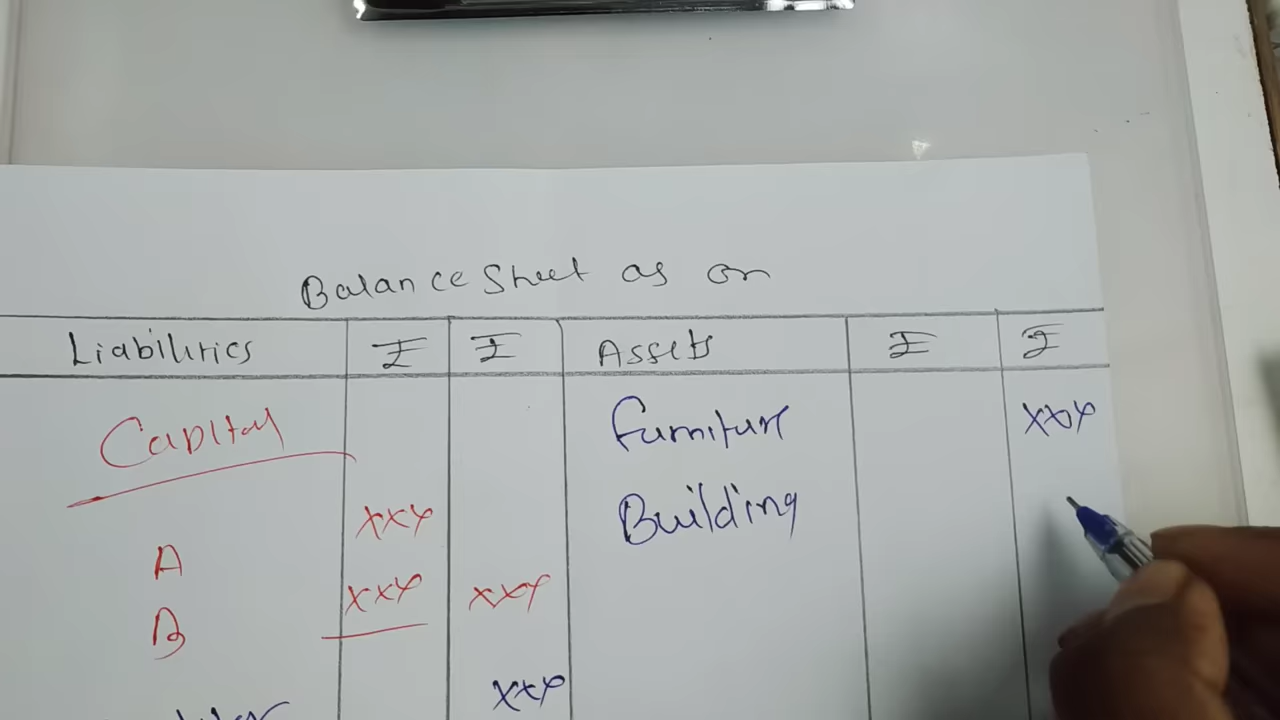 Balance Sheet as on
Liabilities ₹ ₹ Assets ₹ ₹
Capital Furniture xxx
xxx Building
A
xxx xxx
B
xxx